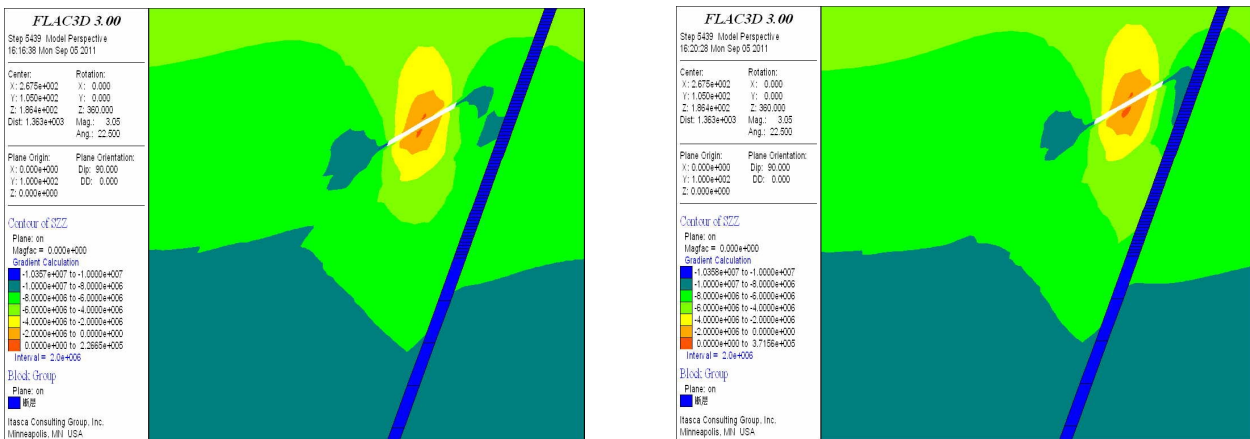 FLAC3D 3.00
Step 5439 Model Perspective
16:16:38 Mon Sep 05 2011
Center: Rotation:
X: 2.675e+002 X: 0.000
Y: 1.050e+002 Y: 0.000
Z: 1.864e+002 Z: 360.000
Dist: 1.363e+003 Mag.: 3.05
Ang.: 22.500
Plane Origin: Plane Orientation:
X: 0.000e+000 Dip: 90.000
Y: 1.000e+002 DD: 0.000
Z: 0.000e+000
Contour of SZZ
Plane: on
Magfac = 0.000e+000
Gradient Calculation
-1.0357e+007 to -1.0000e+007
-1.0000e+007 to -8.0000e+006
-8.0000e+006 to -6.0000e+006
-6.0000e+006 to -4.0000e+006
-4.0000e+006 to -2.0000e+006
-2.0000e+006 to 0.0000e+000
0.0000e+000 to 2.2665e+005
Interval = 2.0e+006
Block Group
Plane: on
断层
Itasca Consulting Group, Inc.
Minneapolis, MN USA
FLAC3D 3.00
Step 5439 Model Perspective
16:20:28 Mon Sep 05 2011
Center: Rotation:
X: 2.675e+002 X: 0.000
Y: 1.050e+002 Y: 0.000
Z: 1.864e+002 Z: 360.000
Dist: 1.363e+003 Mag.: 3.05
Ang.: 22.500
Plane Origin: Plane Orientation:
X: 0.000e+000 Dip: 90.000
Y: 1.000e+002 DD: 0.000
Z: 0.000e+000
Contour of SZZ
Plane: on
Magfac = 0.000e+000
Gradient Calculation
-1.0358e+007 to -1.0000e+007
-1.0000e+007 to -8.0000e+006
-8.0000e+006 to -6.0000e+006
-6.0000e+006 to -4.0000e+006
-4.0000e+006 to -2.0000e+006
-2.0000e+006 to 0.0000e+000
0.0000e+000 to 3.7156e+005
Interval = 2.0e+006
Block Group
Plane: on
断层
Itasca Consulting Group, Inc.
Minneapolis, MN USA